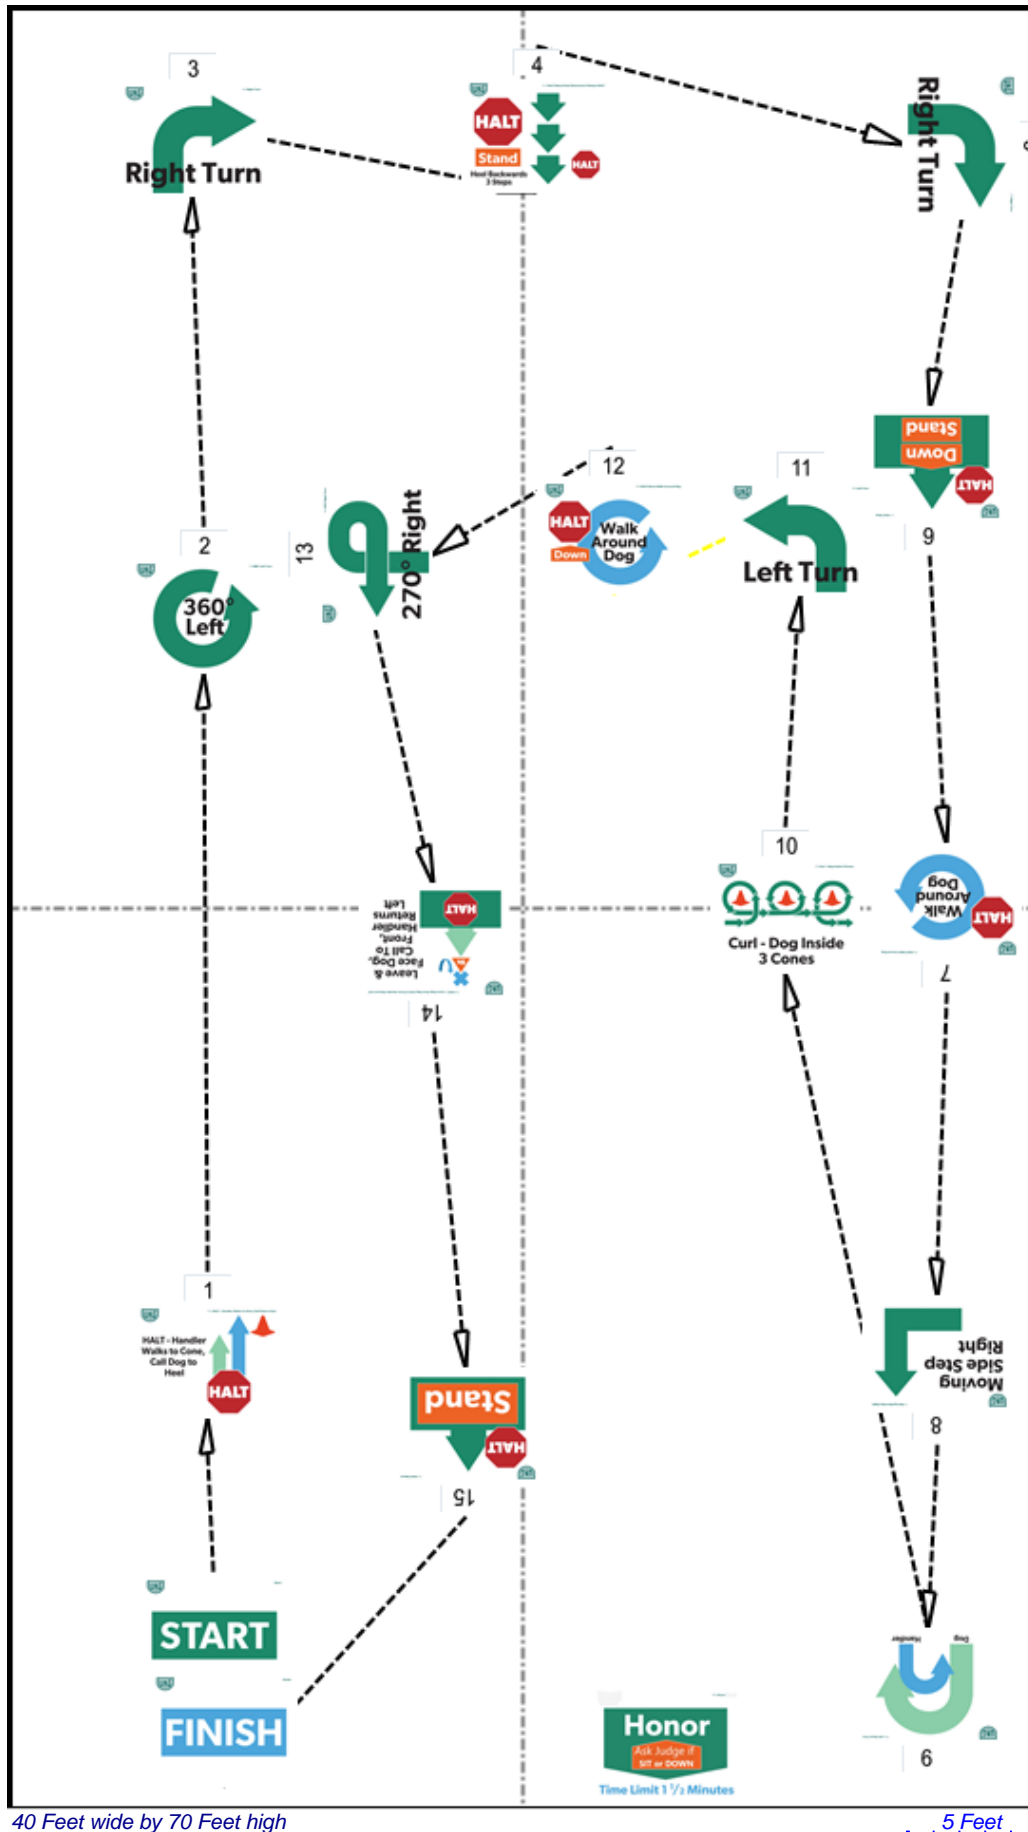 3
Right Turn
4
HALT
Stand
Heel Backwards
3 Steps
HALT
Right Turn
Stand
Down
HALT
9
12
HALT
Down
Walk
Around
Dog
11
Left Turn
13
270° Right
2
360°
Left
10
Curl - Dog Inside
3 Cones
Walk
Around
Dog
HALT
7
HALT
Leave &
Face Dog,
Call To
Front,
Handler
Returns
Left
14
1
HALT - Handler
Walks to Cone,
Call Dog to
Heel
HALT
Moving
Side Step
Right
8
Stand
HALT
15
START
FINISH
Honor
Ask Judge if
SIT or DOWN
Time Limit 1 1/2 Minutes
Handler
Dog
6
40 Feet wide by 70 Feet high
5 Feet